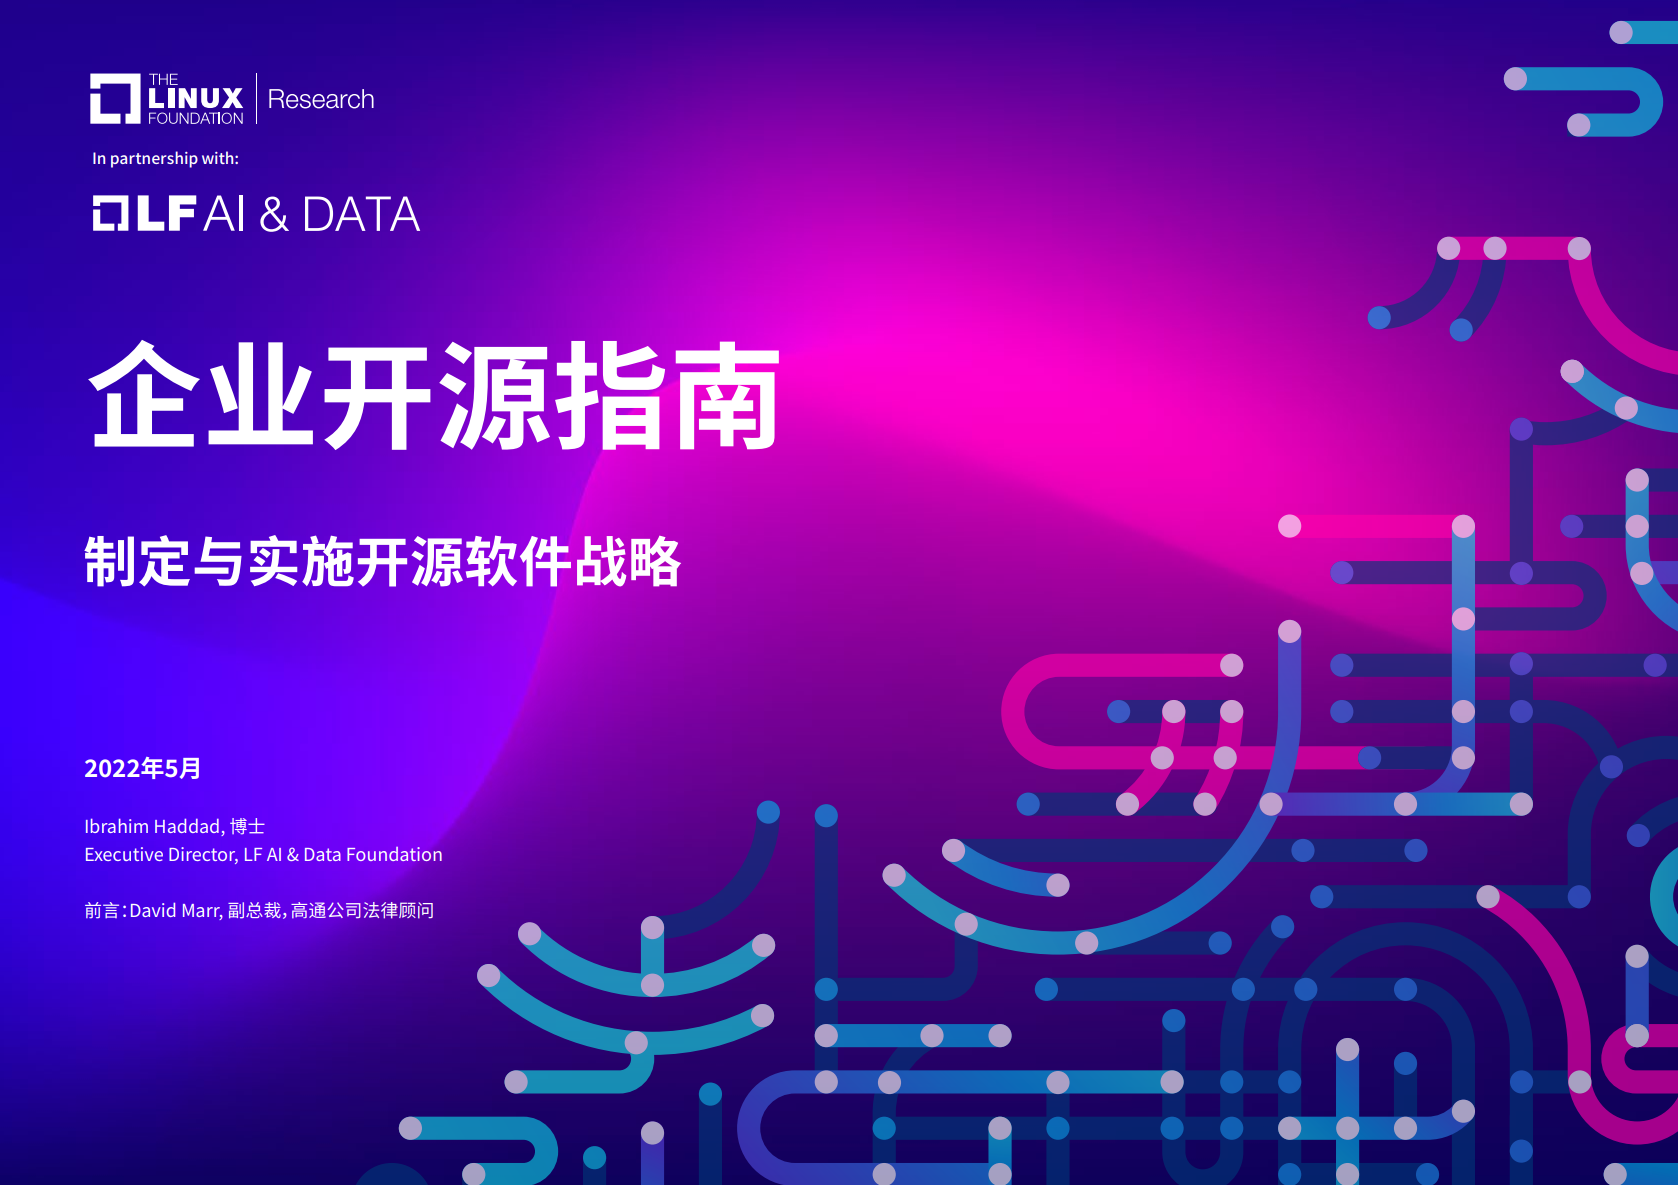 THE
LINUX
FOUNDATION
Research
In partnership with:
LF AI & DATA
企业开源指南
制定与实施开源软件战略
2022年5月
Ibrahim Haddad, 博士
Executive Director, LF AI & Data Foundation
前言：David Marr, 副总裁，高通公司法律顾问